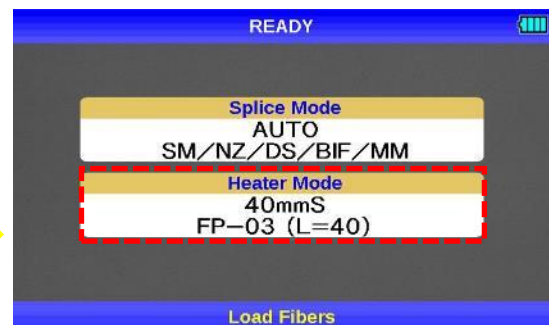 READY
Splice Mode
AUTO
SM/NZ/DS/BIF/MM
Heater Mode
40mmS
FP-03 (L=40)
Load Fibers